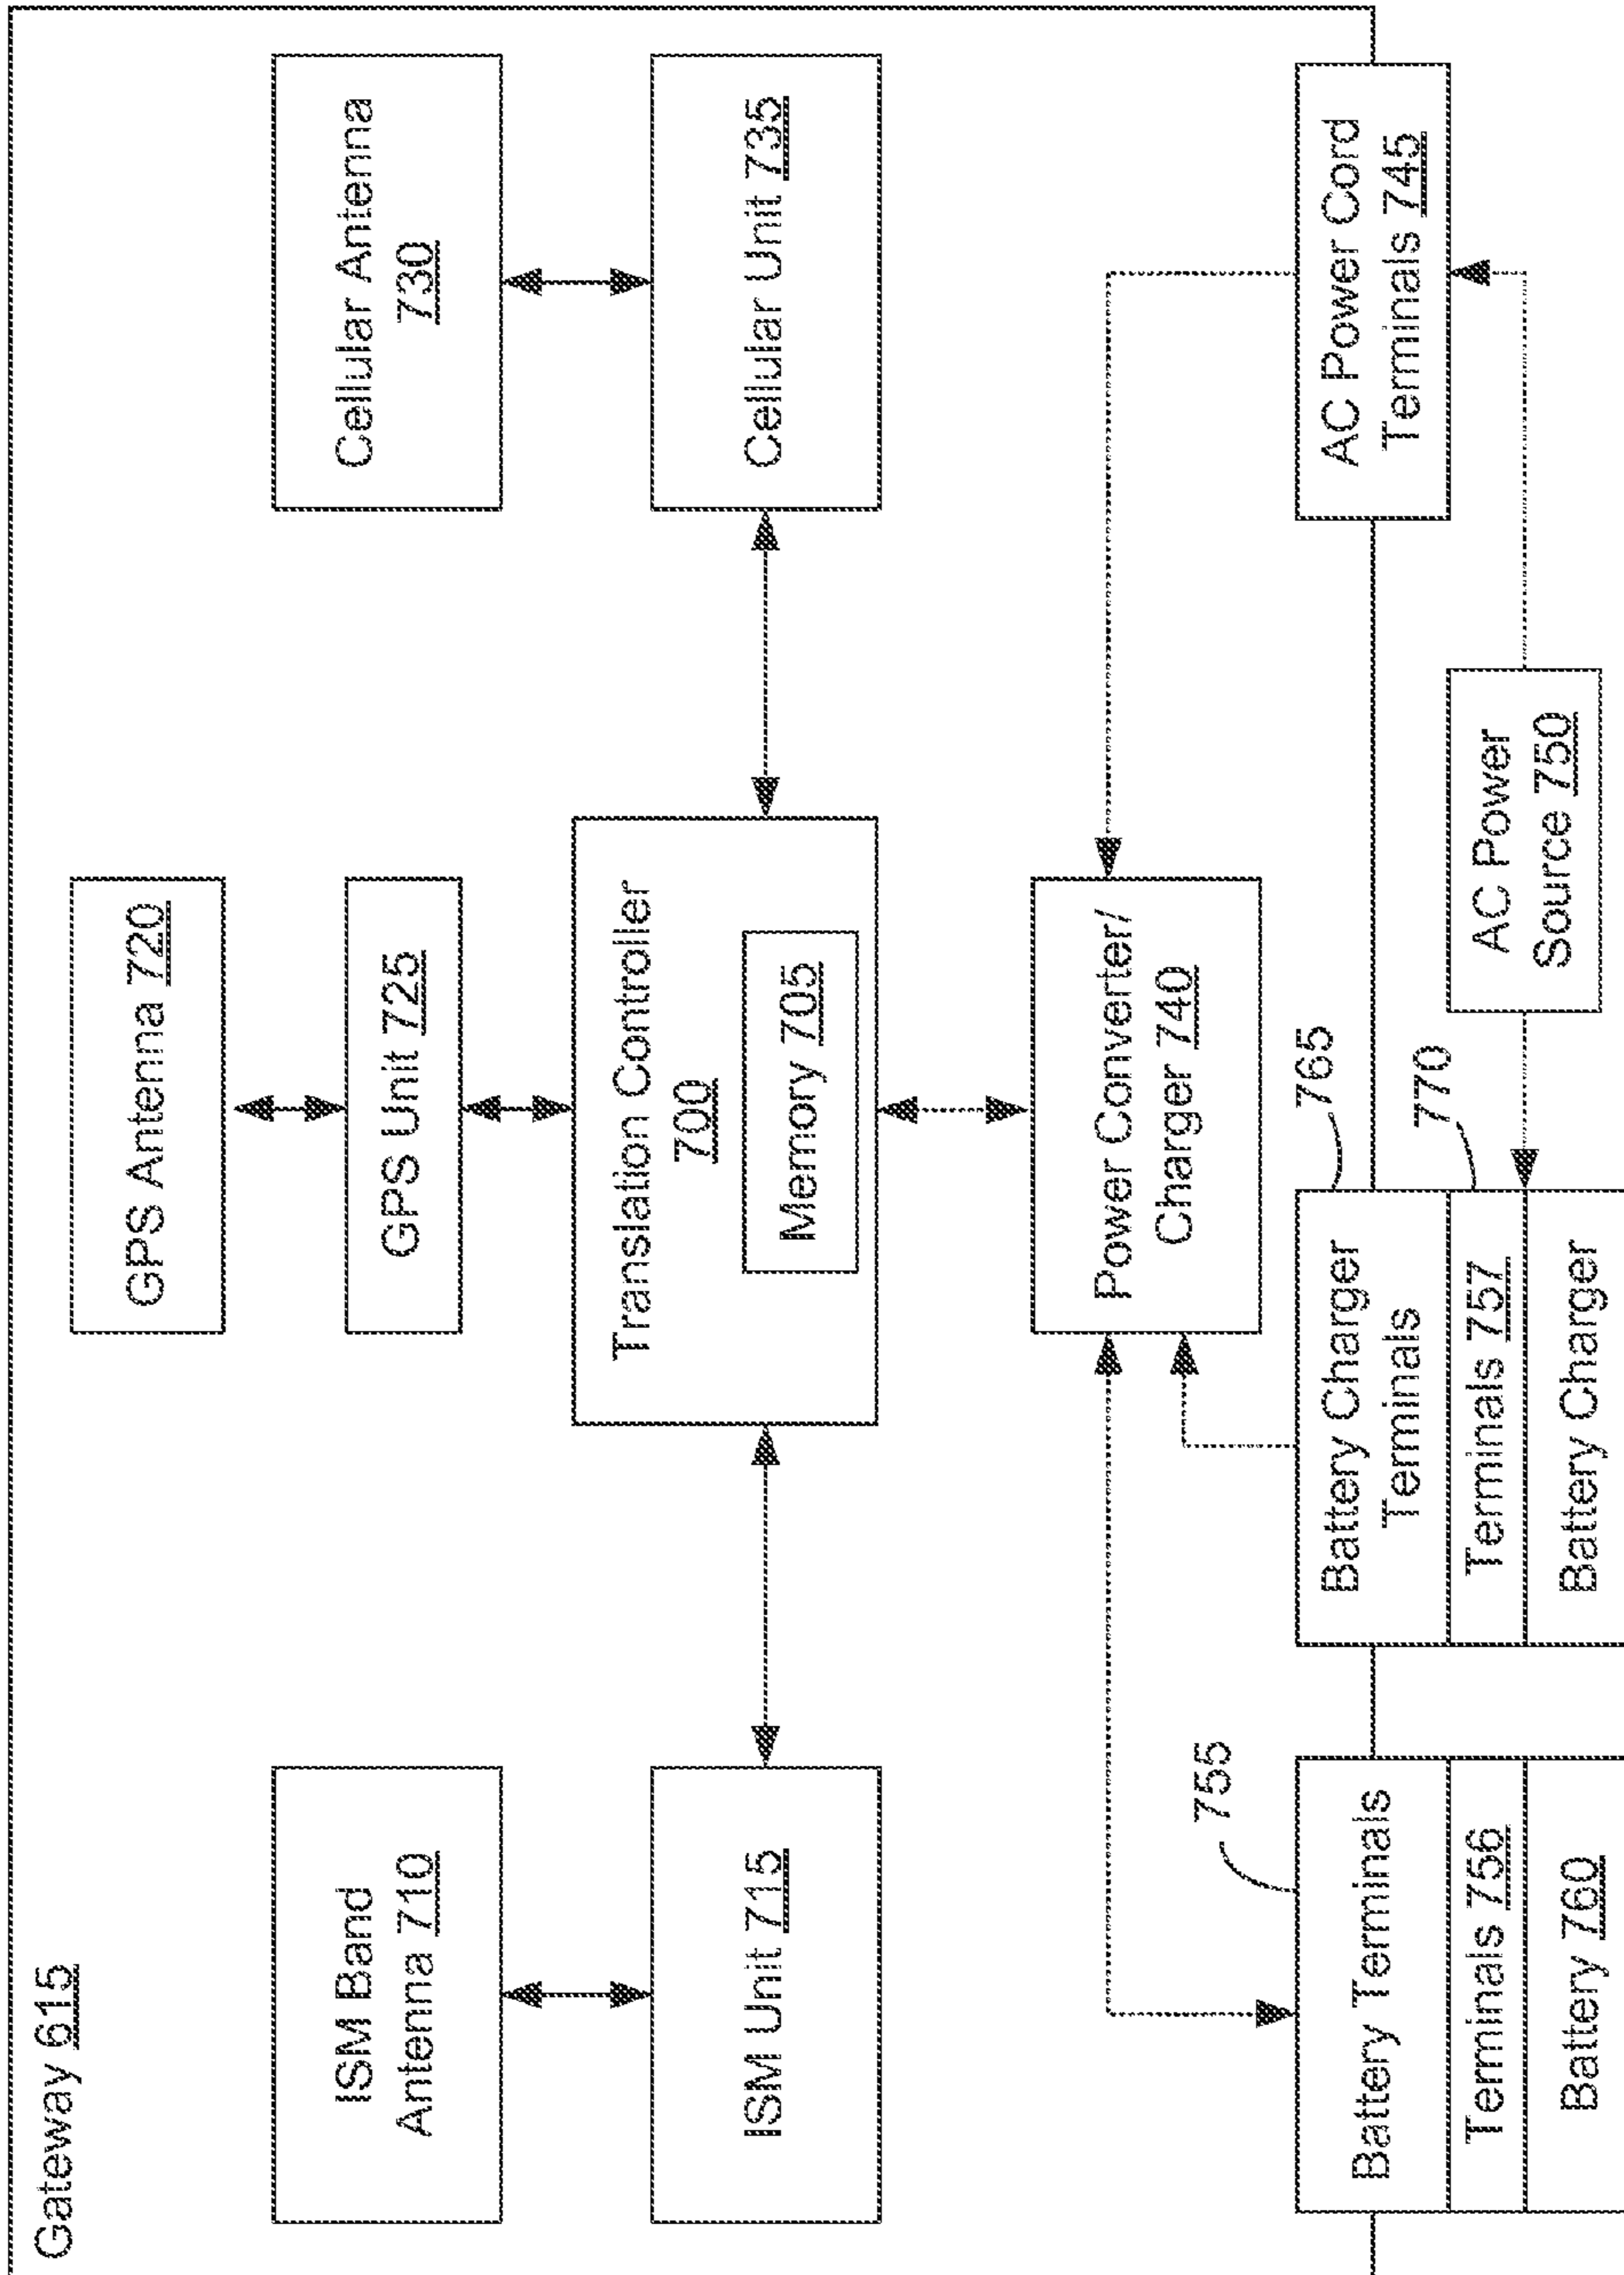 Gateway 615
GPS Antenna 720
GPS Unit 725
ISM Band
Antenna 710
ISM Unit 715
Translation Controller
700
Memory 705
Cellular Antenna
730
Cellular Unit 735
Power Converter/
Charger 740
755
Battery Terminals
Terminals 756
Battery 760
765
Battery Charger
Terminals
770
Terminals 757
Battery Charger
AC Power
Source 750
AC Power Cord
Terminals 745